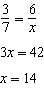 3/7 = 6/x
3x = 42
x = 14